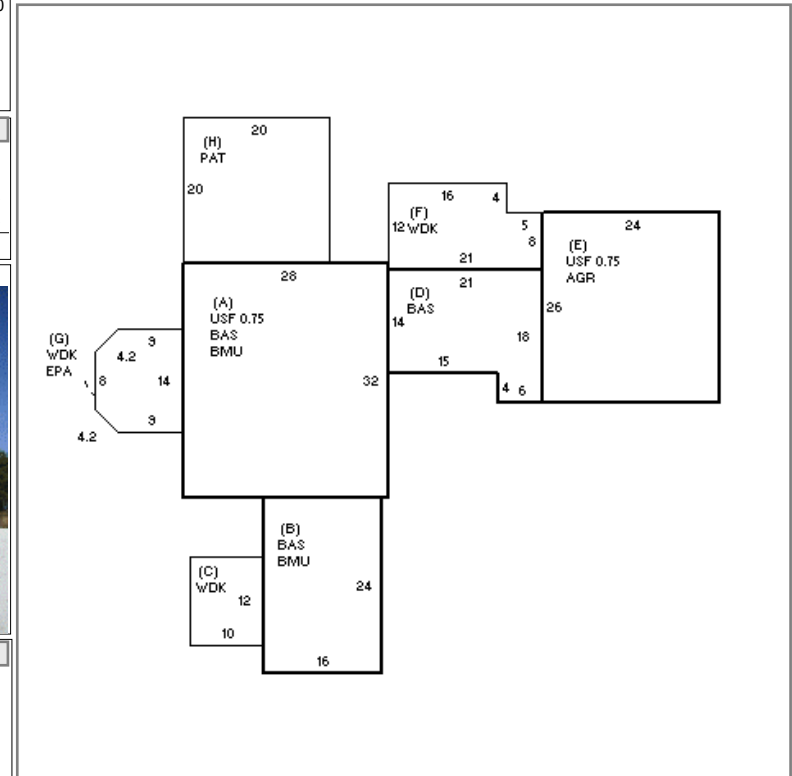 20
(H)
PAT
20
16
4
(F)
12 WDK
5
8
21
24
(E)
USF 0.75
AGR
26
28
(A)
USF 0.75
BAS
BMU
32
21
(D)
BAS
14
18
15
4 6
(G)
WDK
EPA
9
4.2
8
14
9
4.2
(B)
BAS
BMU
24
16
(C)
WDK
12
10